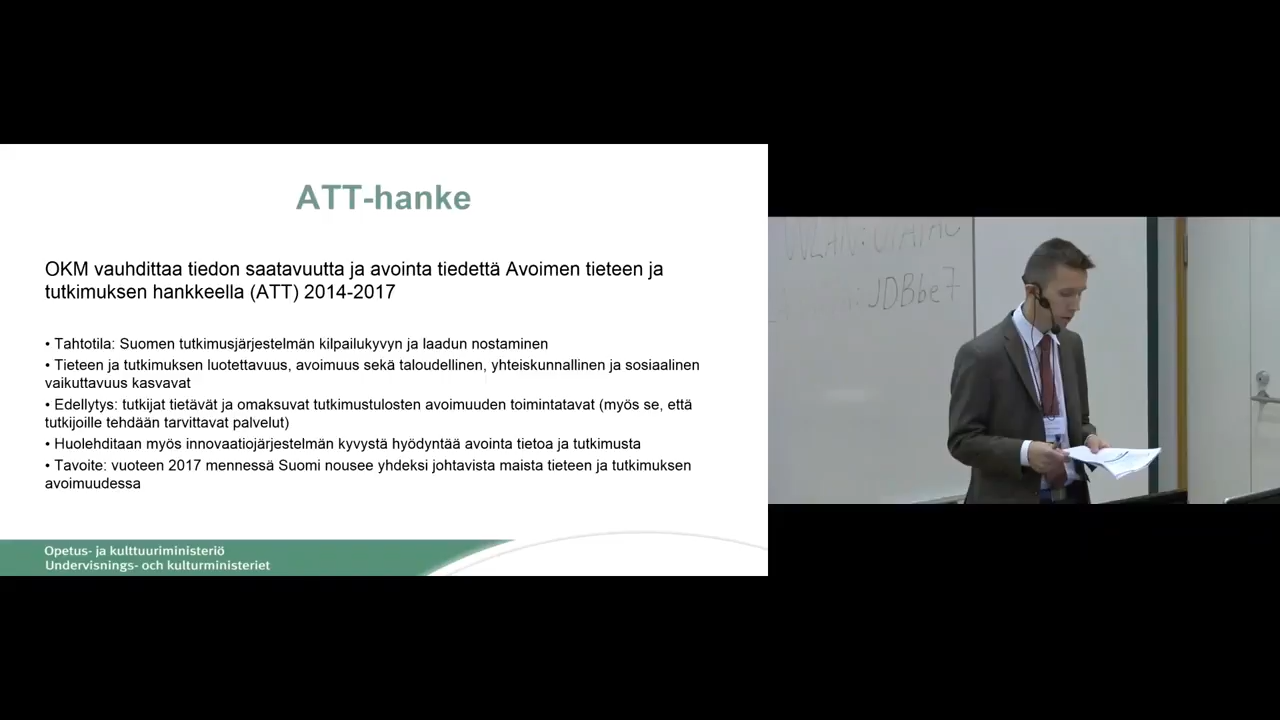 ATT-hanke
OKM vauhdittaa tiedon saatavuutta ja avointa tiedettä Avoimen tieteen ja
tutkimuksen hankkeella (ATT) 2014-2017
• Tahtotila: Suomen tutkimusjärjestelmän kilpailukyvyn ja laadun nostaminen
• Tieteen ja tutkimuksen luotettavuus, avoimuus sekä taloudellinen, yhteiskunnallinen ja sosiaalinen
vaikuttavuus kasvavat
• Edellytys: tutkijat tietävät ja omaksuvat tutkimustulosten avoimuuden toimintatavat (myös se, että
tutkijoille tehdään tarvittavat palvelut)
• Huolehditaan myös innovaatiojärjestelmän kyvystä hyödyntää avointa tietoa ja tutkimusta
• Tavoite: vuoteen 2017 mennessä Suomi nousee yhdeksi johtavista maista tieteen ja tutkimuksen
avoimuudessa
Opetus- ja kulttuuriministeriö
Undervisnings- och kulturministeriet
WLAN:
JDBbe7